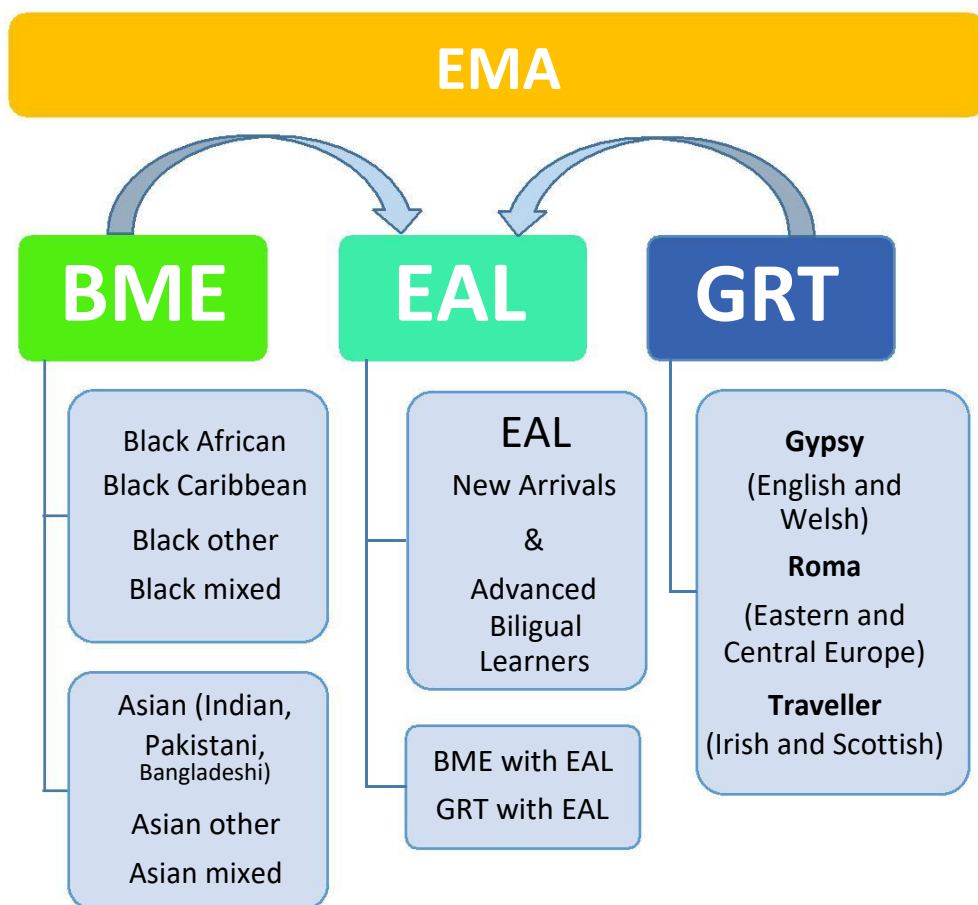 EMA
BME
EAL
GRT
Black African
Black Caribbean
Black other
Black mixed
Asian (Indian,
Pakistani,
Bangladeshi)
Asian other
Asian mixed
EAL
New Arrivals
&
Advanced
Biligual
Learners
BME with EAL
GRT with EAL
Gypsy
(English and
Welsh)
Roma
(Eastern and
Central Europe)
Traveller
(Irish and Scottish)